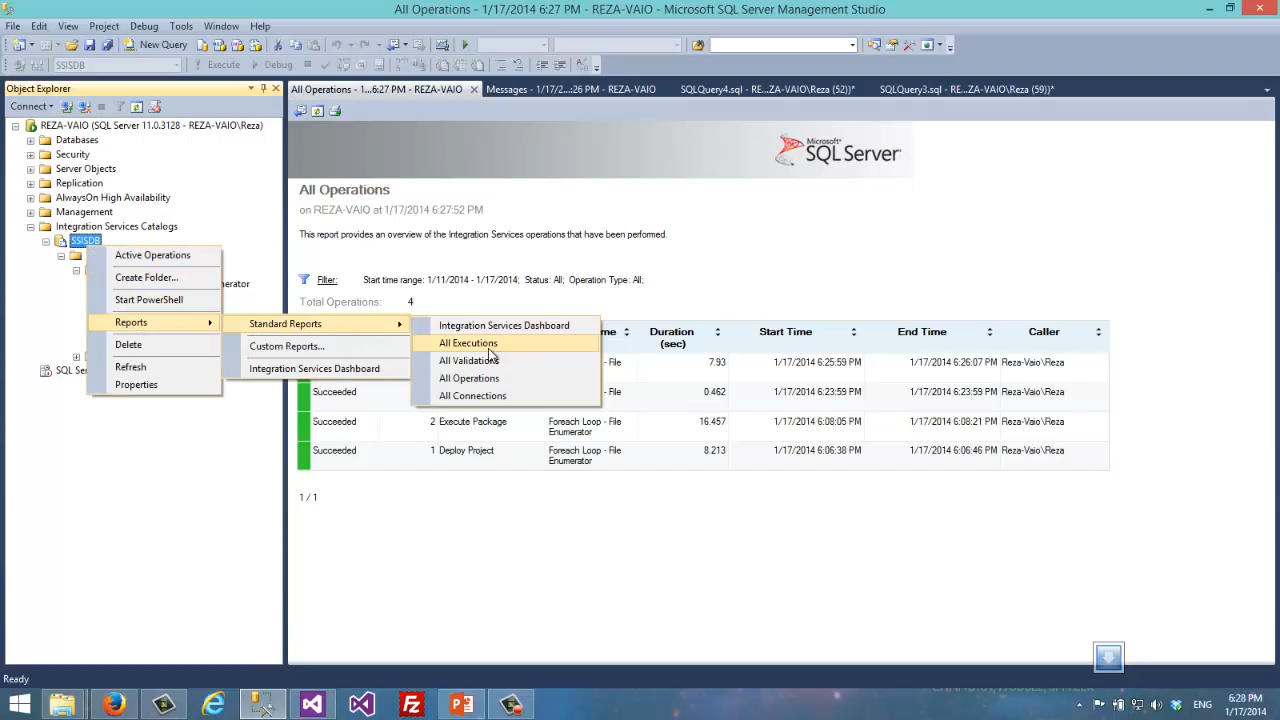 All Operations - 1/17/2014 6:27 PM - REZA-VAIO - Microsoft SQL Server Management Studio
File Edit View Project Debug Tools Window Help
New Query
SSISDB Execute Debug
Object Explorer
All Operations - 1...6:27 PM - REZA-VAIO Messages - 1/17/2...:26 PM - REZA-VAIO SQLQuery4.sql - RE...ZA-VAIO\Reza (52))* SQLQuery3.sql - RE...ZA-VAIO\Reza (59))*
Connect
REZA-VAIO (SQL Server 11.0.3128 - REZA-VAIO\Reza)
Databases
Security
Server Objects
Replication
AlwaysOn High Availability
Management
Integration Services Catalogs
SSISDB
Active Operations
Create Folder...
Start PowerShell
Reports
Delete
Refresh
Properties
Standard Reports
Custom Reports...
Integration Services Dashboard
Integration Services Dashboard
All Executions
All Validations
All Operations
All Connections
Microsoft
SQL Server
All Operations
on REZA-VAIO at 1/17/2014 6:27:52 PM
This report provides an overview of the Integration Services operations that have been performed.
Filter: Start time range: 1/11/2014 - 1/17/2014; Status: All; Operation Type: All;
Total Operations: 4
Duration (sec) Start Time End Time Caller
- File 7.93 1/17/2014 6:25:59 PM 1/17/2014 6:26:07 PM Reza-Vaio\Reza
Succeeded - File 0.462 1/17/2014 6:23:59 PM 1/17/2014 6:23:59 PM Reza-Vaio\Reza
Succeeded 2 Execute Package Foreach Loop - File Enumerator 16.457 1/17/2014 6:08:05 PM 1/17/2014 6:08:21 PM Reza-Vaio\Reza
Succeeded 1 Deploy Project Foreach Loop - File Enumerator 8.213 1/17/2014 6:06:38 PM 1/17/2014 6:06:46 PM Reza-Vaio\Reza
1 / 1
Ready
ENG
6:28 PM
1/17/2014